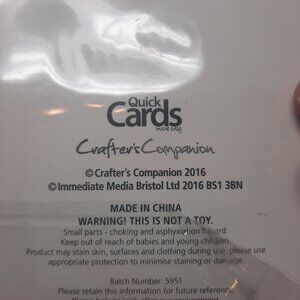 Quick
Cards
made easy
Crafter's Companion
© Crafter's Companion 2016
© Immediate Media Bristol Ltd 2016 BS1 3BN
MADE IN CHINA
WARNING! THIS IS NOT A TOY.
Small parts - choking and asphyxiation hazard.
Keep out of reach of babies and young children.
Product may stain skin, surfaces and clothing during use, please use
appropriate protection to minimise staining or damage.
Batch Number: 5951
Please retain this information for future reference
Please help to